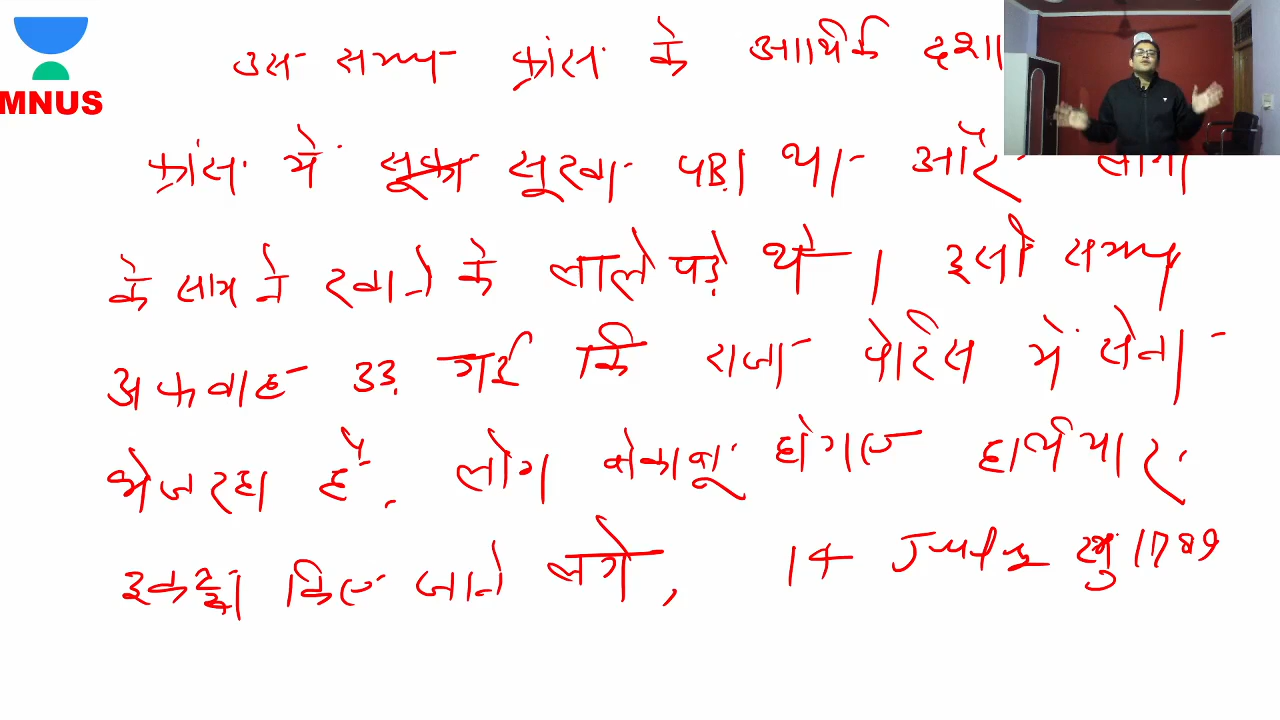 MNUS
उस समय फ्रांस के आर्थिक दशा
फ्रांस में सूका सूखा पड़ा था और लोगो
के सामने खाने के लाले पड़े थे। इसी समय
अफवाह उड़ गई कि राजा पेरिस में सेना
भेज रहा है. लोग बेकाबू होगए हथियार
इकट्ठा किए जाने लगे, 14 July 1789